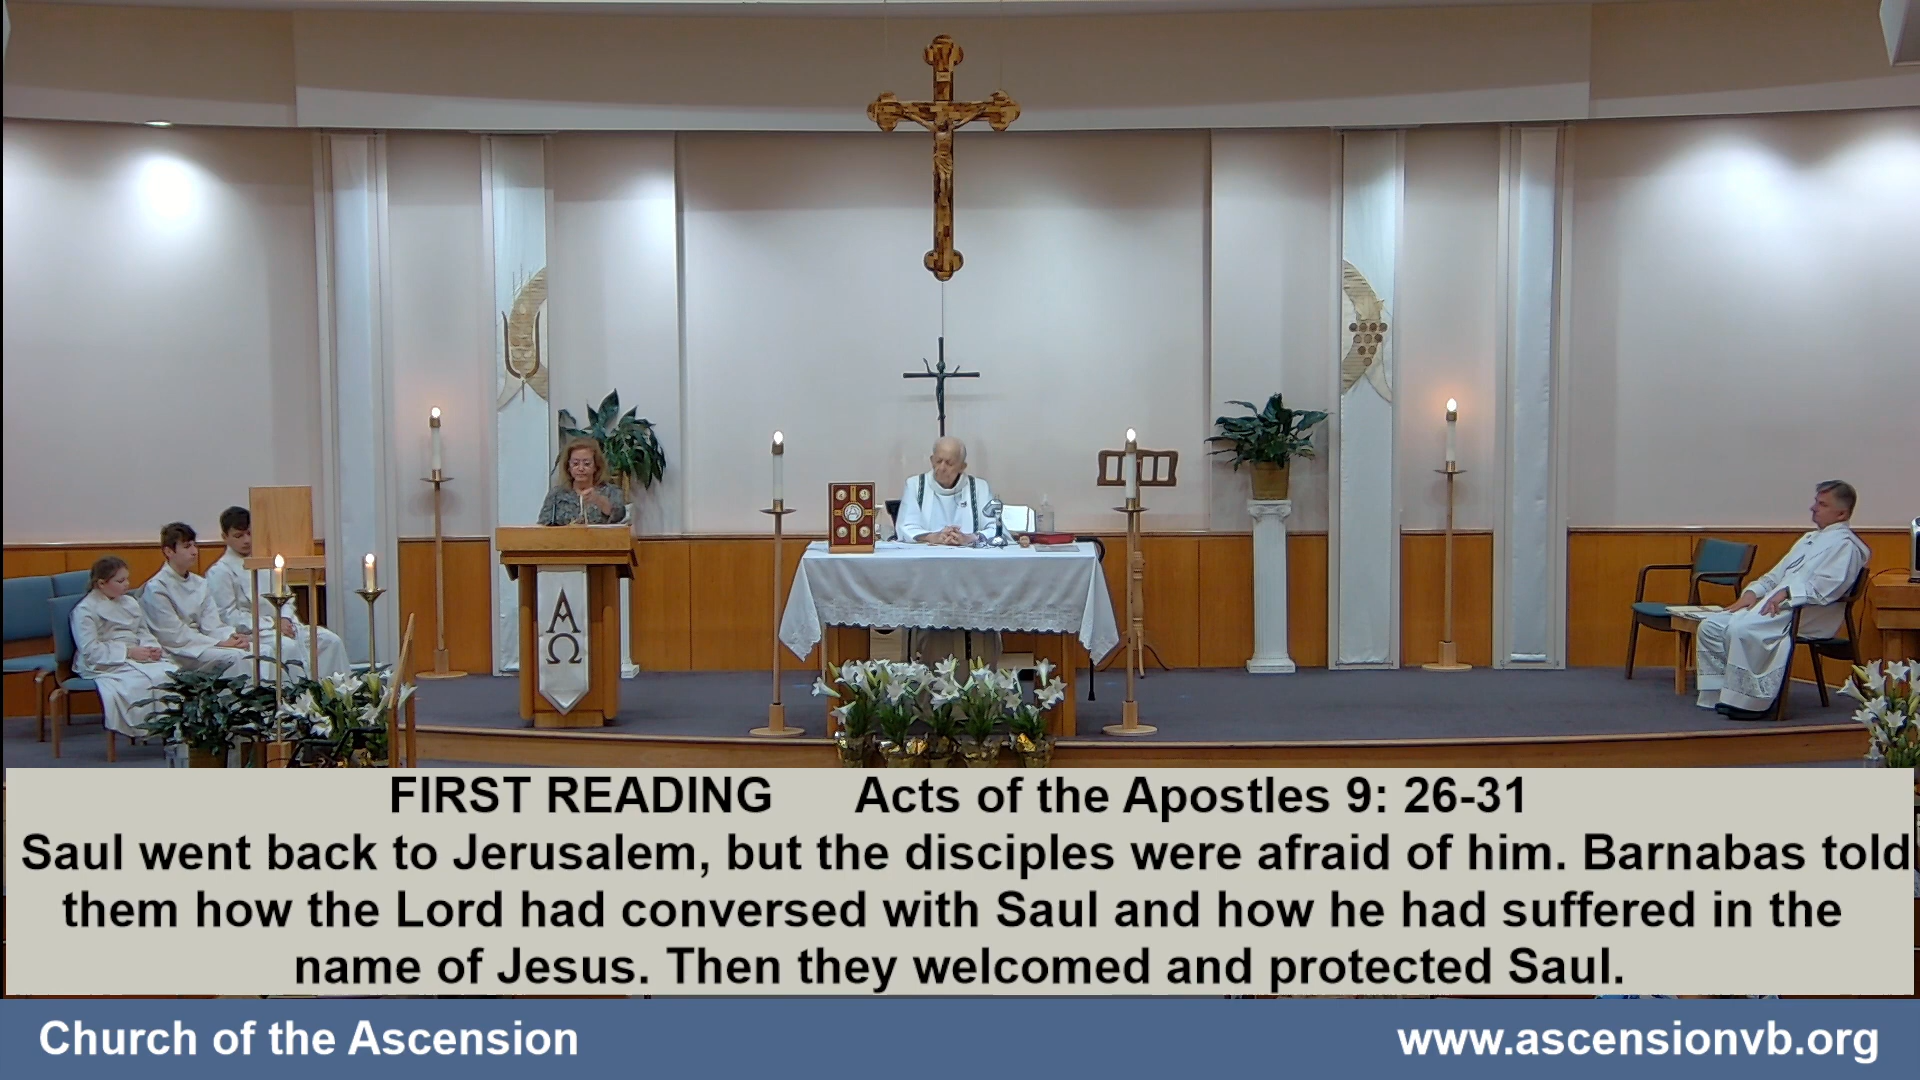 ΑΩ
FIRST READING Acts of the Apostles 9: 26-31
Saul went back to Jerusalem, but the disciples were afraid of him. Barnabas told
them how the Lord had conversed with Saul and how he had suffered in the
name of Jesus. Then they welcomed and protected Saul.
Church of the Ascension
www.ascensionvb.org